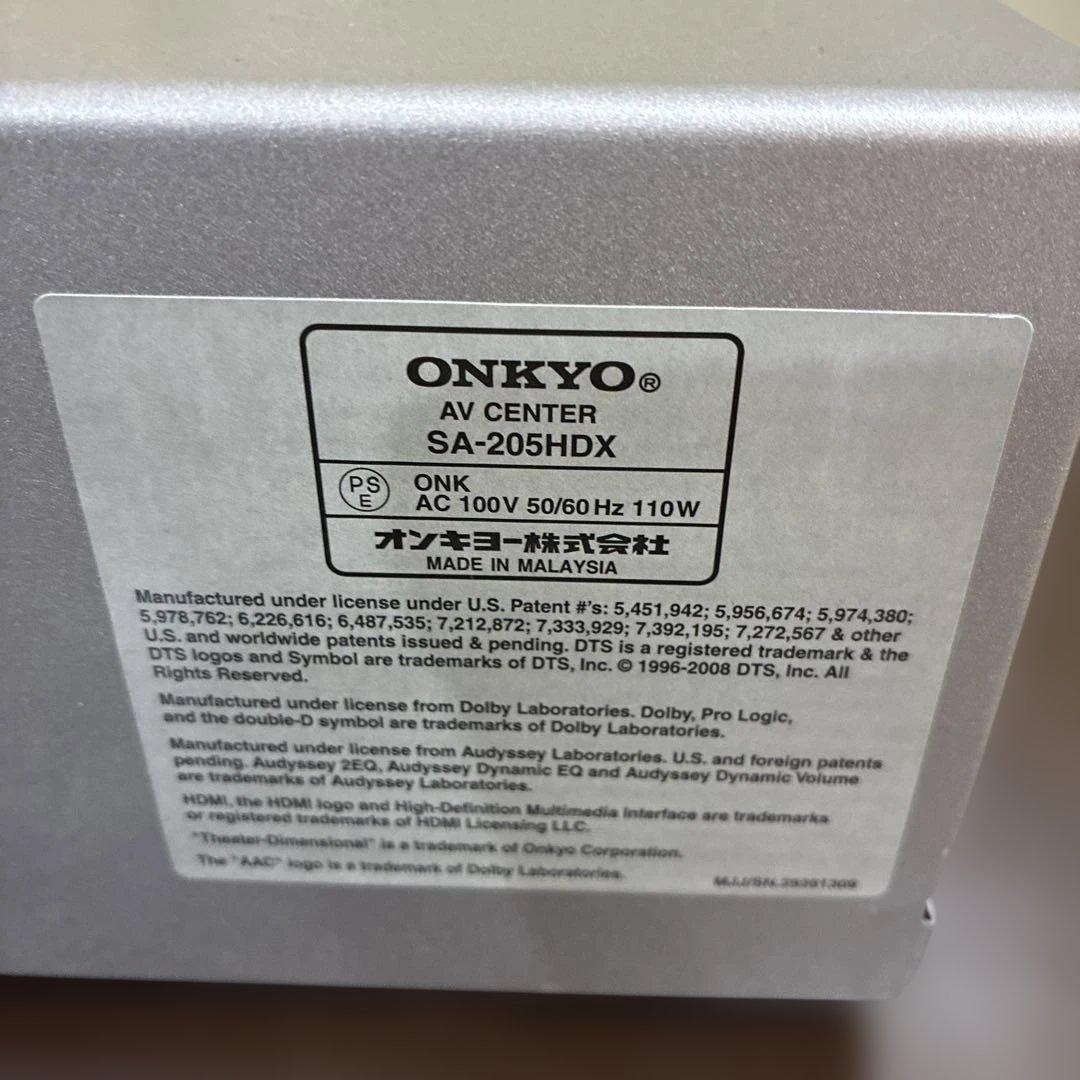 ONKYO®
AV CENTER
SA-205HDX
PS
E
ONK
AC 100V 50/60Hz 110W
オンキヨー株式会社
MADE IN MALAYSIA
Manufactured under license under U.S. Patent #'s: 5,451,942; 5,956,674; 5,974,380;
5,978,762; 6,226,616; 6,487,535; 7,212,872; 7,333,929; 7,392,195; 7,272,567 & other
U.S. and worldwide patents issued & pending. DTS is a registered trademark & the
DTS logos and Symbol are trademarks of DTS, Inc. © 1996-2008 DTS, Inc. All
Rights Reserved.
Manufactured under license from Dolby Laboratories. Dolby, Pro Logic,
and the double-D symbol are trademarks of Dolby Laboratories.
Manufactured under license from Audyssey Laboratories. U.S. and foreign patents
pending. Audyssey 2EQ, Audyssey Dynamic EQ and Audyssey Dynamic Volume
are trademarks of Audyssey Laboratories.
HDMI, the HDMI logo and High-Definition Multimedia Interface are trademarks
or registered trademarks of HDMI Licensing LLC.
"Theater-Dimensional" is a trademark of Onkyo Corporation.
The "AAC" logo is a trademark of Dolby Laboratories.